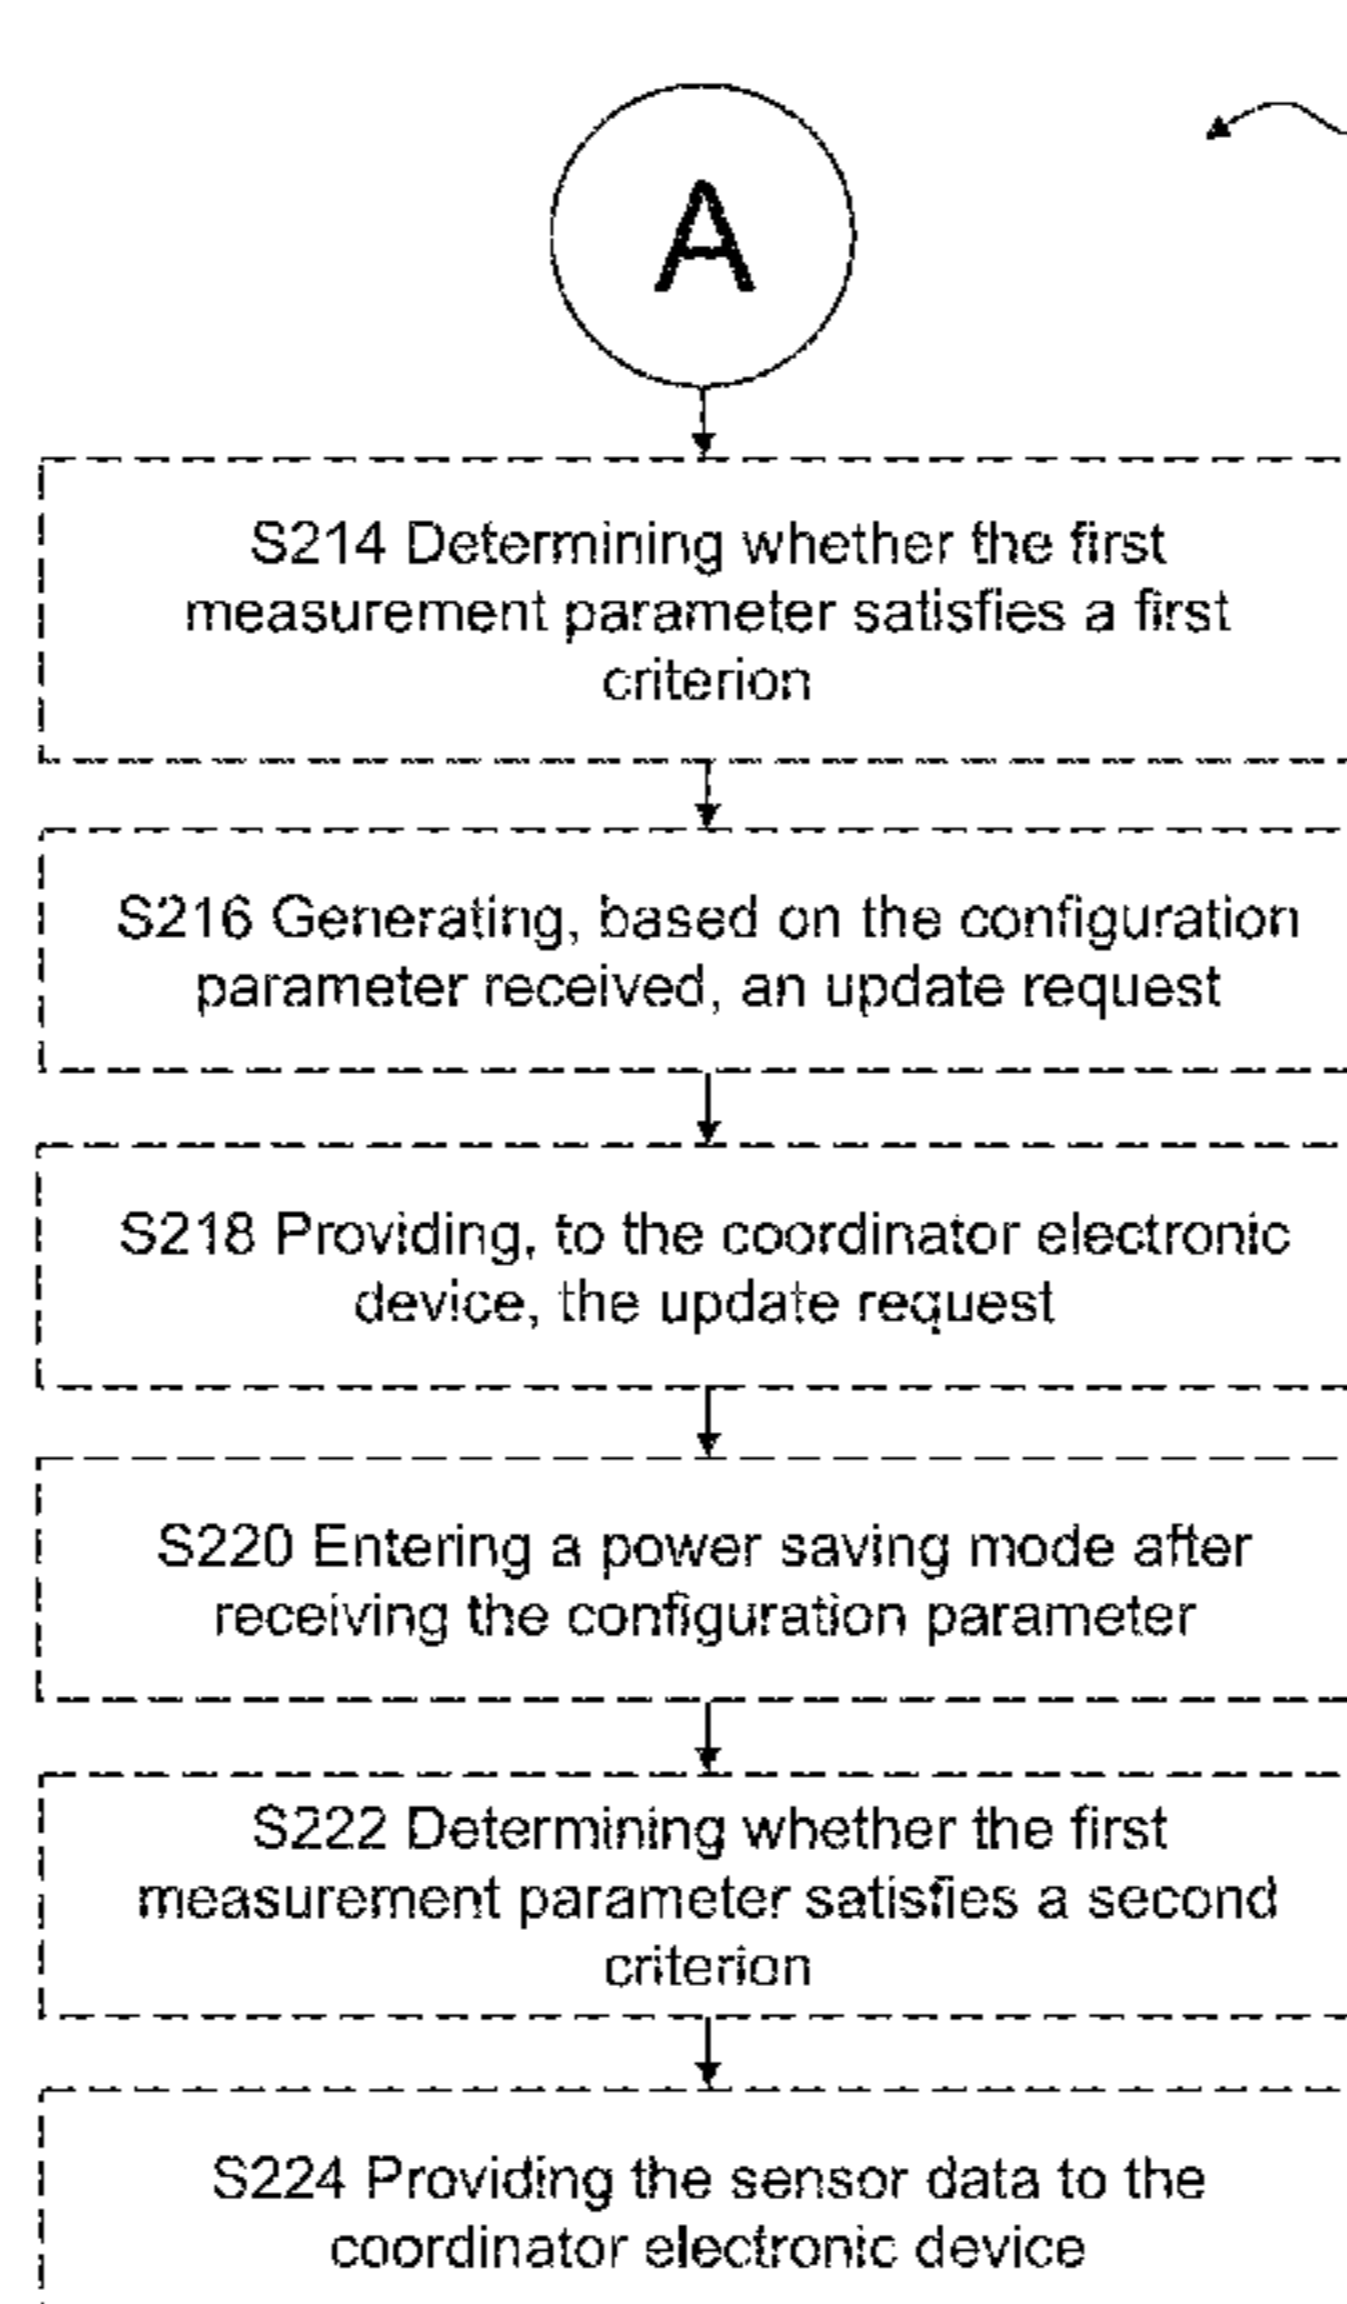 A
S214 Determining whether the first
measurement parameter satisfies a first
criterion
S216 Generating, based on the configuration
parameter received, an update request
S218 Providing, to the coordinator electronic
device, the update request
S220 Entering a power saving mode after
receiving the configuration parameter
S222 Determining whether the first
measurement parameter satisfies a second
criterion
S224 Providing the sensor data to the
coordinator electronic device